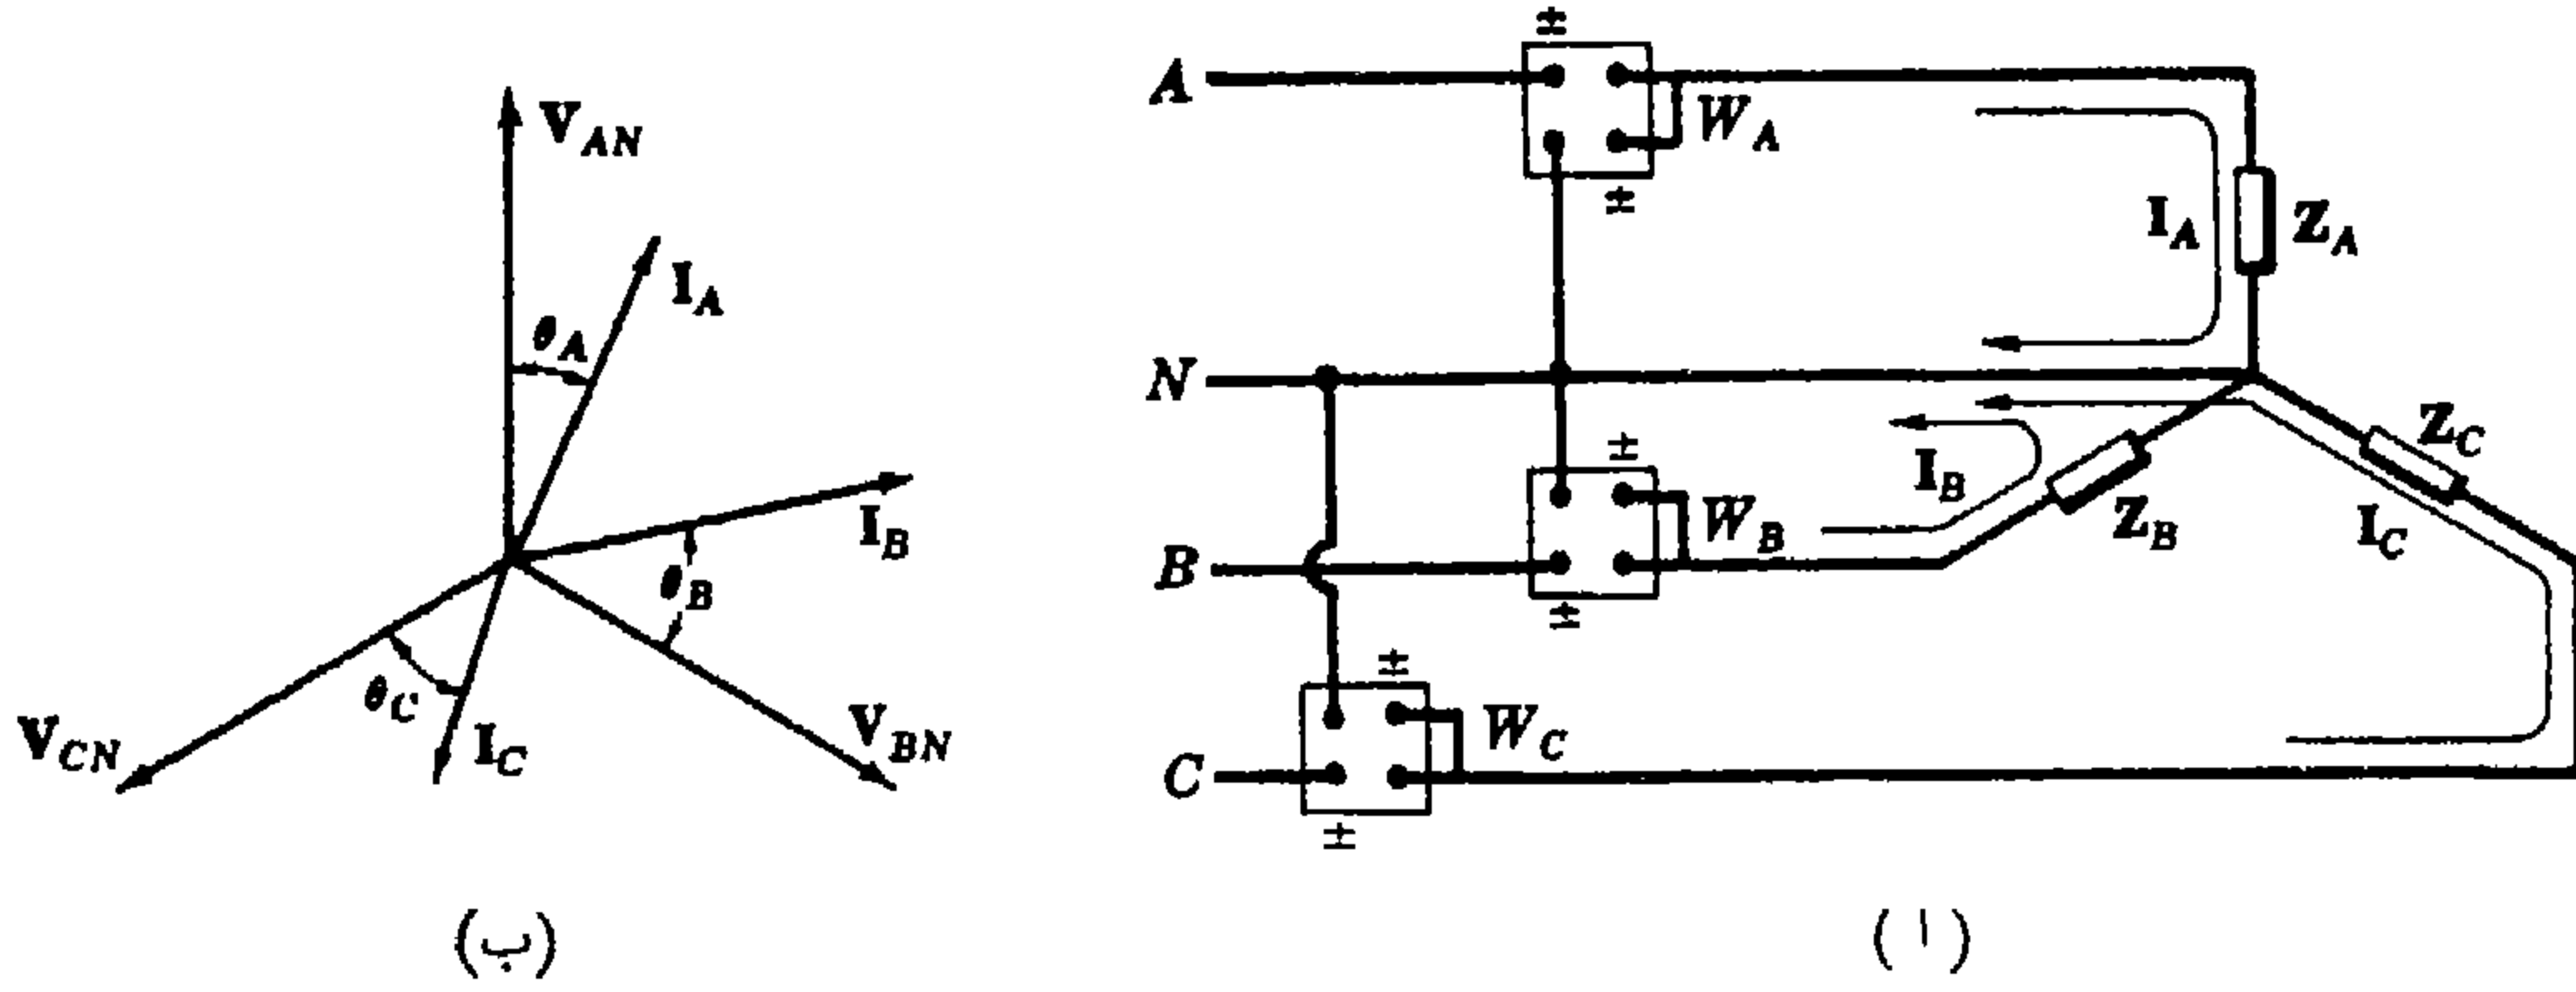 V_AN
I_A
θ_A
I_B
θ_B
V_BN
I_C
θ_C
V_CN
(ب)
A
±
±
W_A
I_A
Z_A
N
±
W_B
I_B
Z_B
Z_C
I_C
B
±
±
W_C
C
±
(ا)